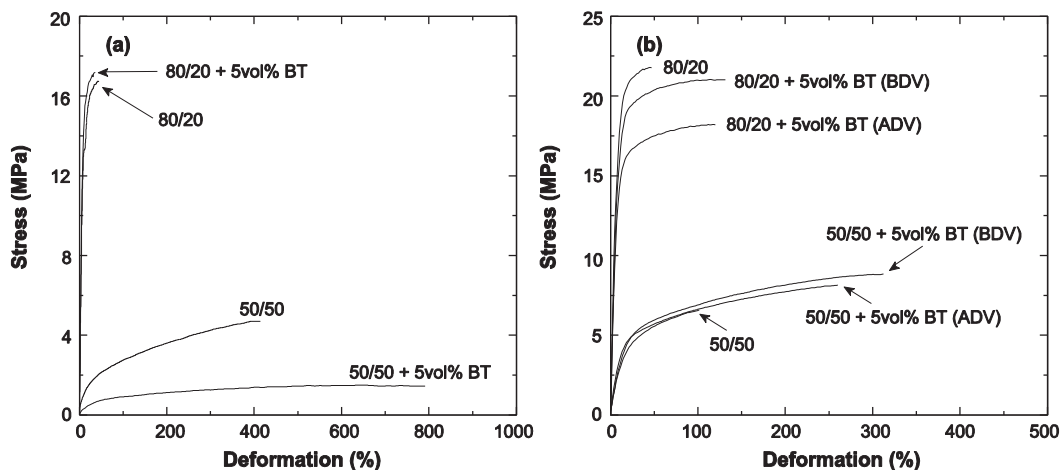 (a)
20
16
12
8
4
0
Stress (MPa)
80/20 + 5vol% BT
80/20
50/50
50/50 + 5vol% BT
0 200 400 600 800 1000
Deformation (%)
(b)
25
20
15
10
5
0
Stress (MPa)
80/20
80/20 + 5vol% BT (BDV)
80/20 + 5vol% BT (ADV)
50/50 + 5vol% BT (BDV)
50/50 + 5vol% BT (ADV)
50/50
0 100 200 300 400 500
Deformation (%)